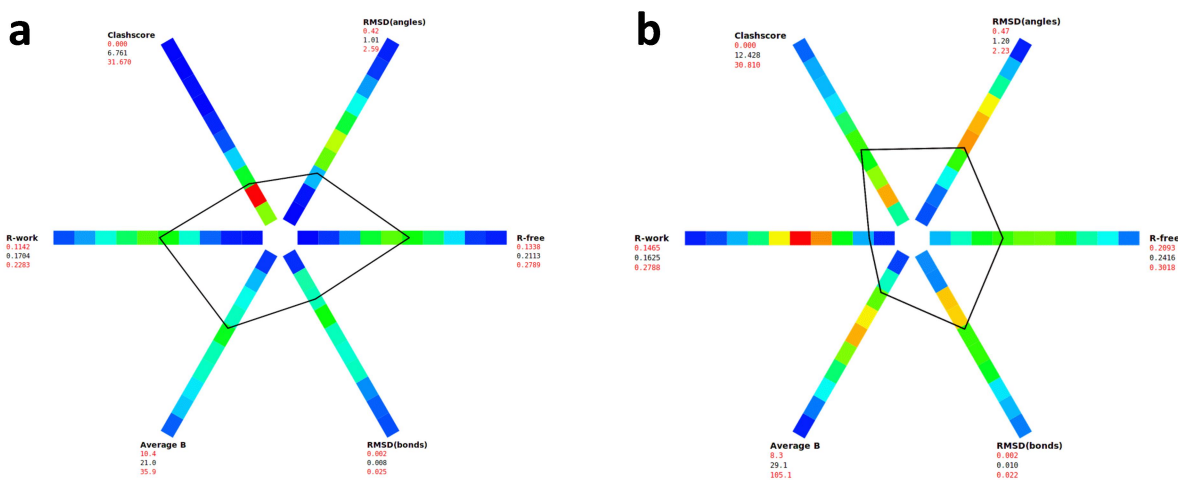 a
Clashscore
0.000
6.761
31.670
RMSD(angles)
0.42
1.01
2.59
R-work
0.1142
0.1704
0.2283
R-free
0.1338
0.2113
0.2789
Average B
10.4
21.0
35.9
RMSD(bonds)
0.002
0.008
0.025
b
Clashscore
0.000
12.428
30.810
RMSD(angles)
0.47
1.20
2.23
R-work
0.1465
0.1625
0.2788
R-free
0.2093
0.2416
0.3018
Average B
8.3
29.1
105.1
RMSD(bonds)
0.002
0.010
0.022